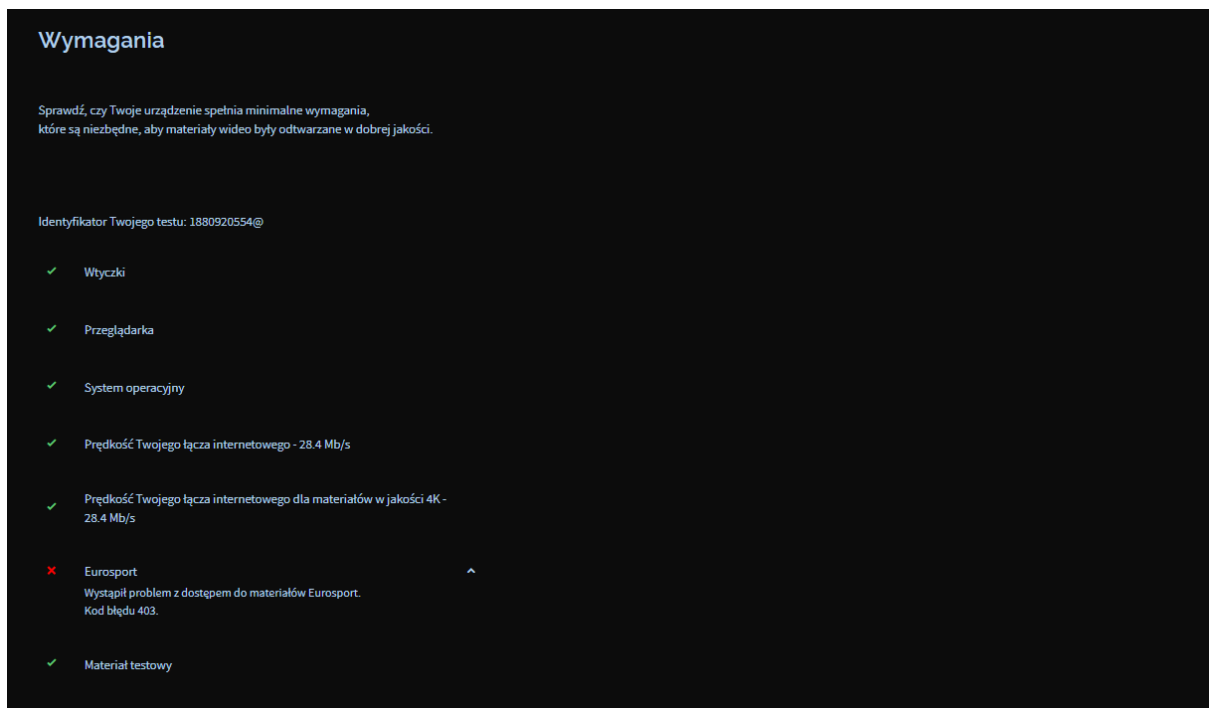 Wymagania
Sprawdź, czy Twoje urządzenie spełnia minimalne wymagania,
które są niezbędne, aby materiały wideo były odtwarzane w dobrej jakości.
Identyfikator Twojego testu: 1880920554@
Wtyczki
Przeglądarka
System operacyjny
Prędkość Twojego łącza internetowego - 28.4 Mb/s
Prędkość Twojego łącza internetowego dla materiałów w jakości 4K -
28.4 Mb/s
Eurosport
Wystąpił problem z dostępem do materiałów Eurosport.
Kod błędu 403.
Materiał testowy